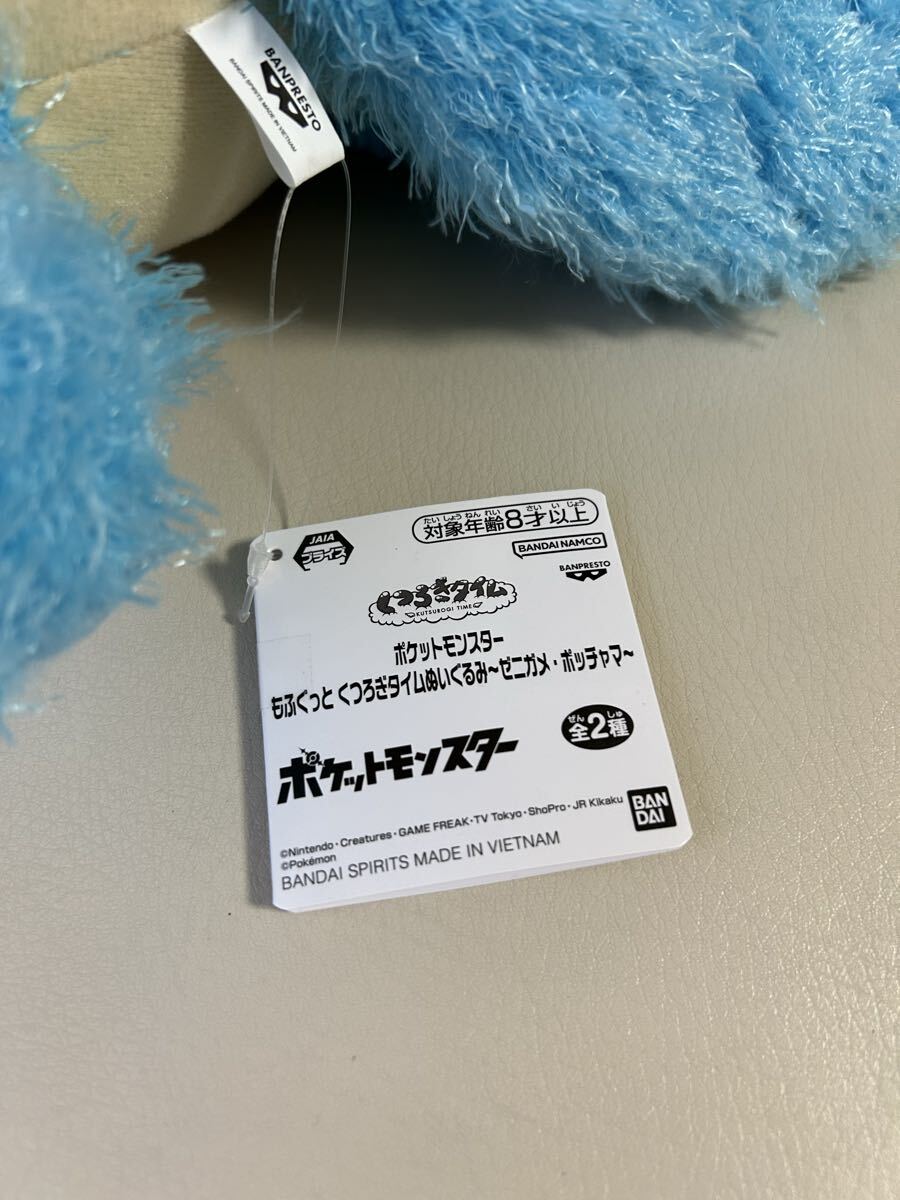 BANPRESTO
BANDAI SPIRITS MADE IN VIETNAM
JAIA
プライズ
たいしょうねんれい さいいじょう
対象年齢8才以上
BANDAI NAMCO
BANPRESTO
くつろぎタイム
KUTSUROGI TIME
ポケットモンスター
もふぐっと くつろぎタイムぬいぐるみ～ゼニガメ・ポッチャマ～
ぜん しゅ
全2種
ポケットモンスター
©Nintendo・Creatures・GAME FREAK・TV Tokyo・ShoPro・JR Kikaku
©Pokémon
BANDAI SPIRITS MADE IN VIETNAM
BAN
DAI